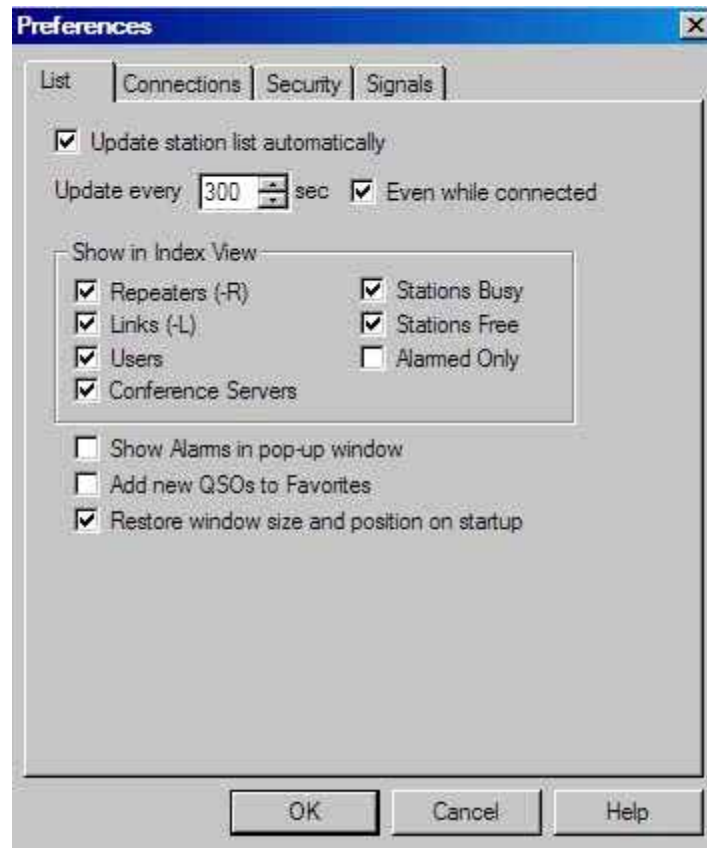 Preferences
List Connections Security Signals
Update station list automatically
Update every 300 sec Even while connected
Show in Index View
Repeaters (-R) Stations Busy
Links (-L) Stations Free
Users Alarmed Only
Conference Servers
Show Alarms in pop-up window
Add new QSOs to Favorites
Restore window size and position on startup
OK Cancel Help